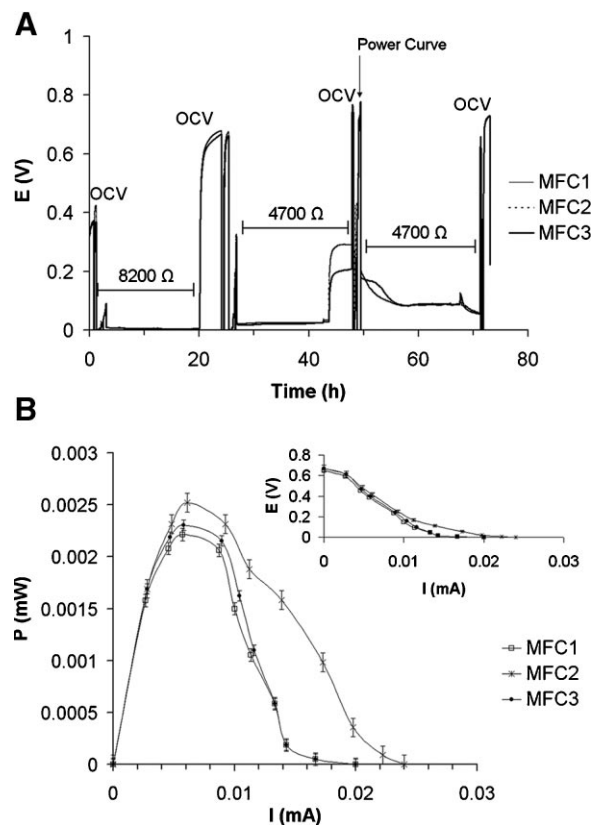 A
Power Curve
1
0.8
0.6
0.4
0.2
0
E (V)
OCV
OCV
OCV
OCV
8200 Ω
4700 Ω
4700 Ω
MFC1
MFC2
MFC3
0 20 40 60 80
Time (h)
B
0.003
0.0025
0.002
0.0015
0.001
0.0005
0
P (mW)
0.8
0.6
0.4
0.2
0
E (V)
0 0.01 0.02 0.03
I (mA)
MFC1
MFC2
MFC3
0 0.01 0.02 0.03
I (mA)